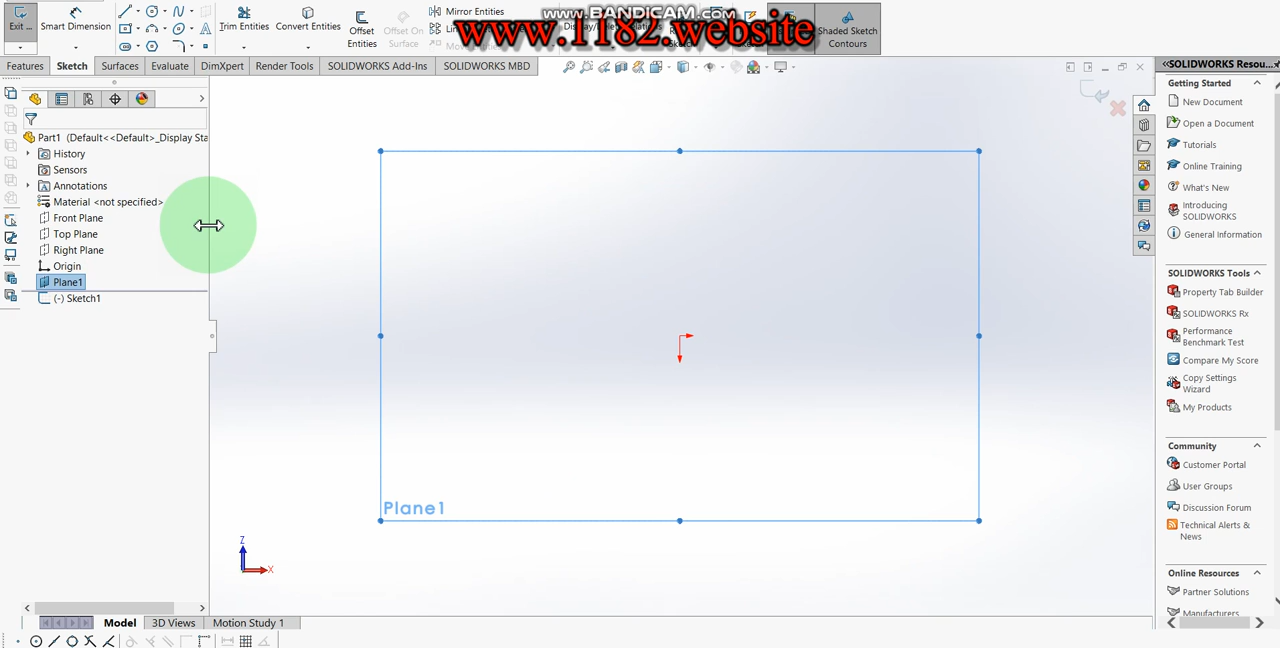 www.BANDICAM.com
www.1182.website
Exit ...
Smart Dimension
Trim Entities
Convert Entities
Offset Entities
Offset On Surface
Mirror Entities
Shaded Sketch Contours
Features
Sketch
Surfaces
Evaluate
DimXpert
Render Tools
SOLIDWORKS Add-Ins
SOLIDWORKS MBD
Part1 (Default<<Default>_Display Sta
History
Sensors
Annotations
Material <not specified>
Front Plane
Top Plane
Right Plane
Origin
Plane1
(-) Sketch1
Plane1
Z
X
Model
3D Views
Motion Study 1
SOLIDWORKS Resou...
Getting Started
New Document
Open a Document
Tutorials
Online Training
What's New
Introducing
SOLIDWORKS
General Information
SOLIDWORKS Tools
Property Tab Builder
SOLIDWORKS Rx
Performance
Benchmark Test
Compare My Score
Copy Settings
Wizard
My Products
Community
Customer Portal
User Groups
Discussion Forum
Technical Alerts &
News
Online Resources
Partner Solutions
Manufacturers